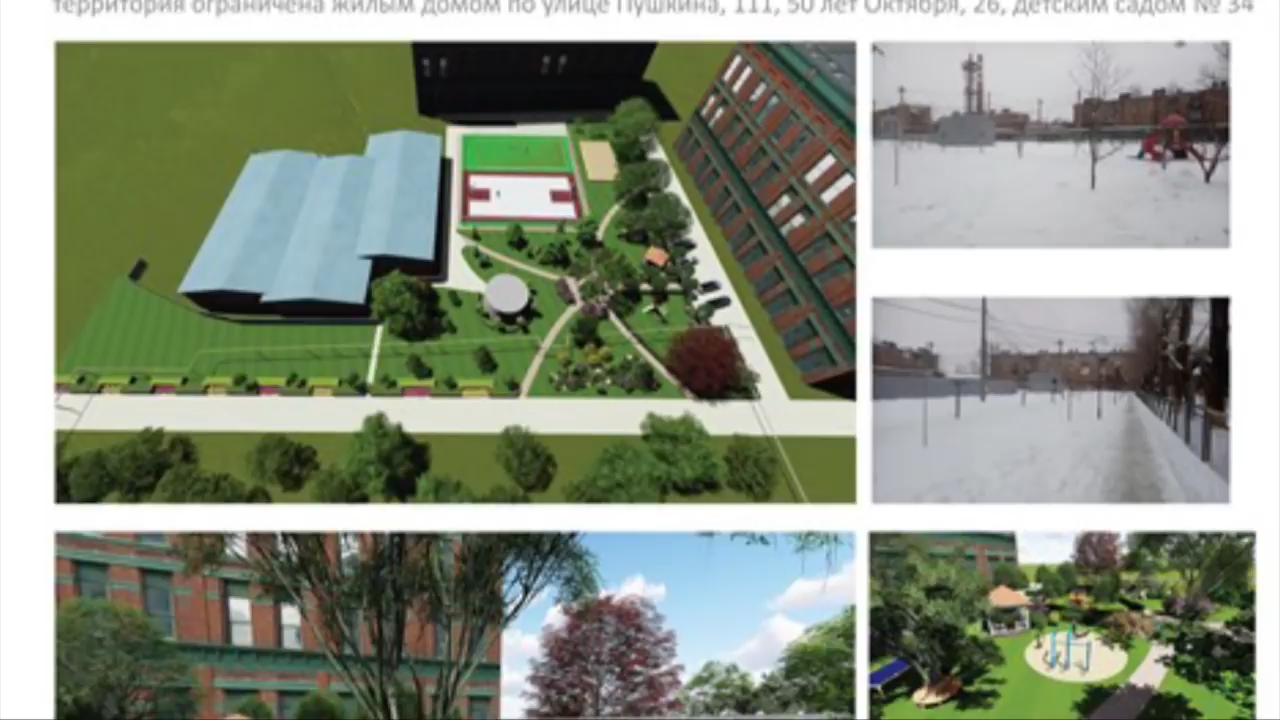 территория ограничена жилым домом по улице Пушкина, 111, 50 лет Октября, 26, детским садом № 34